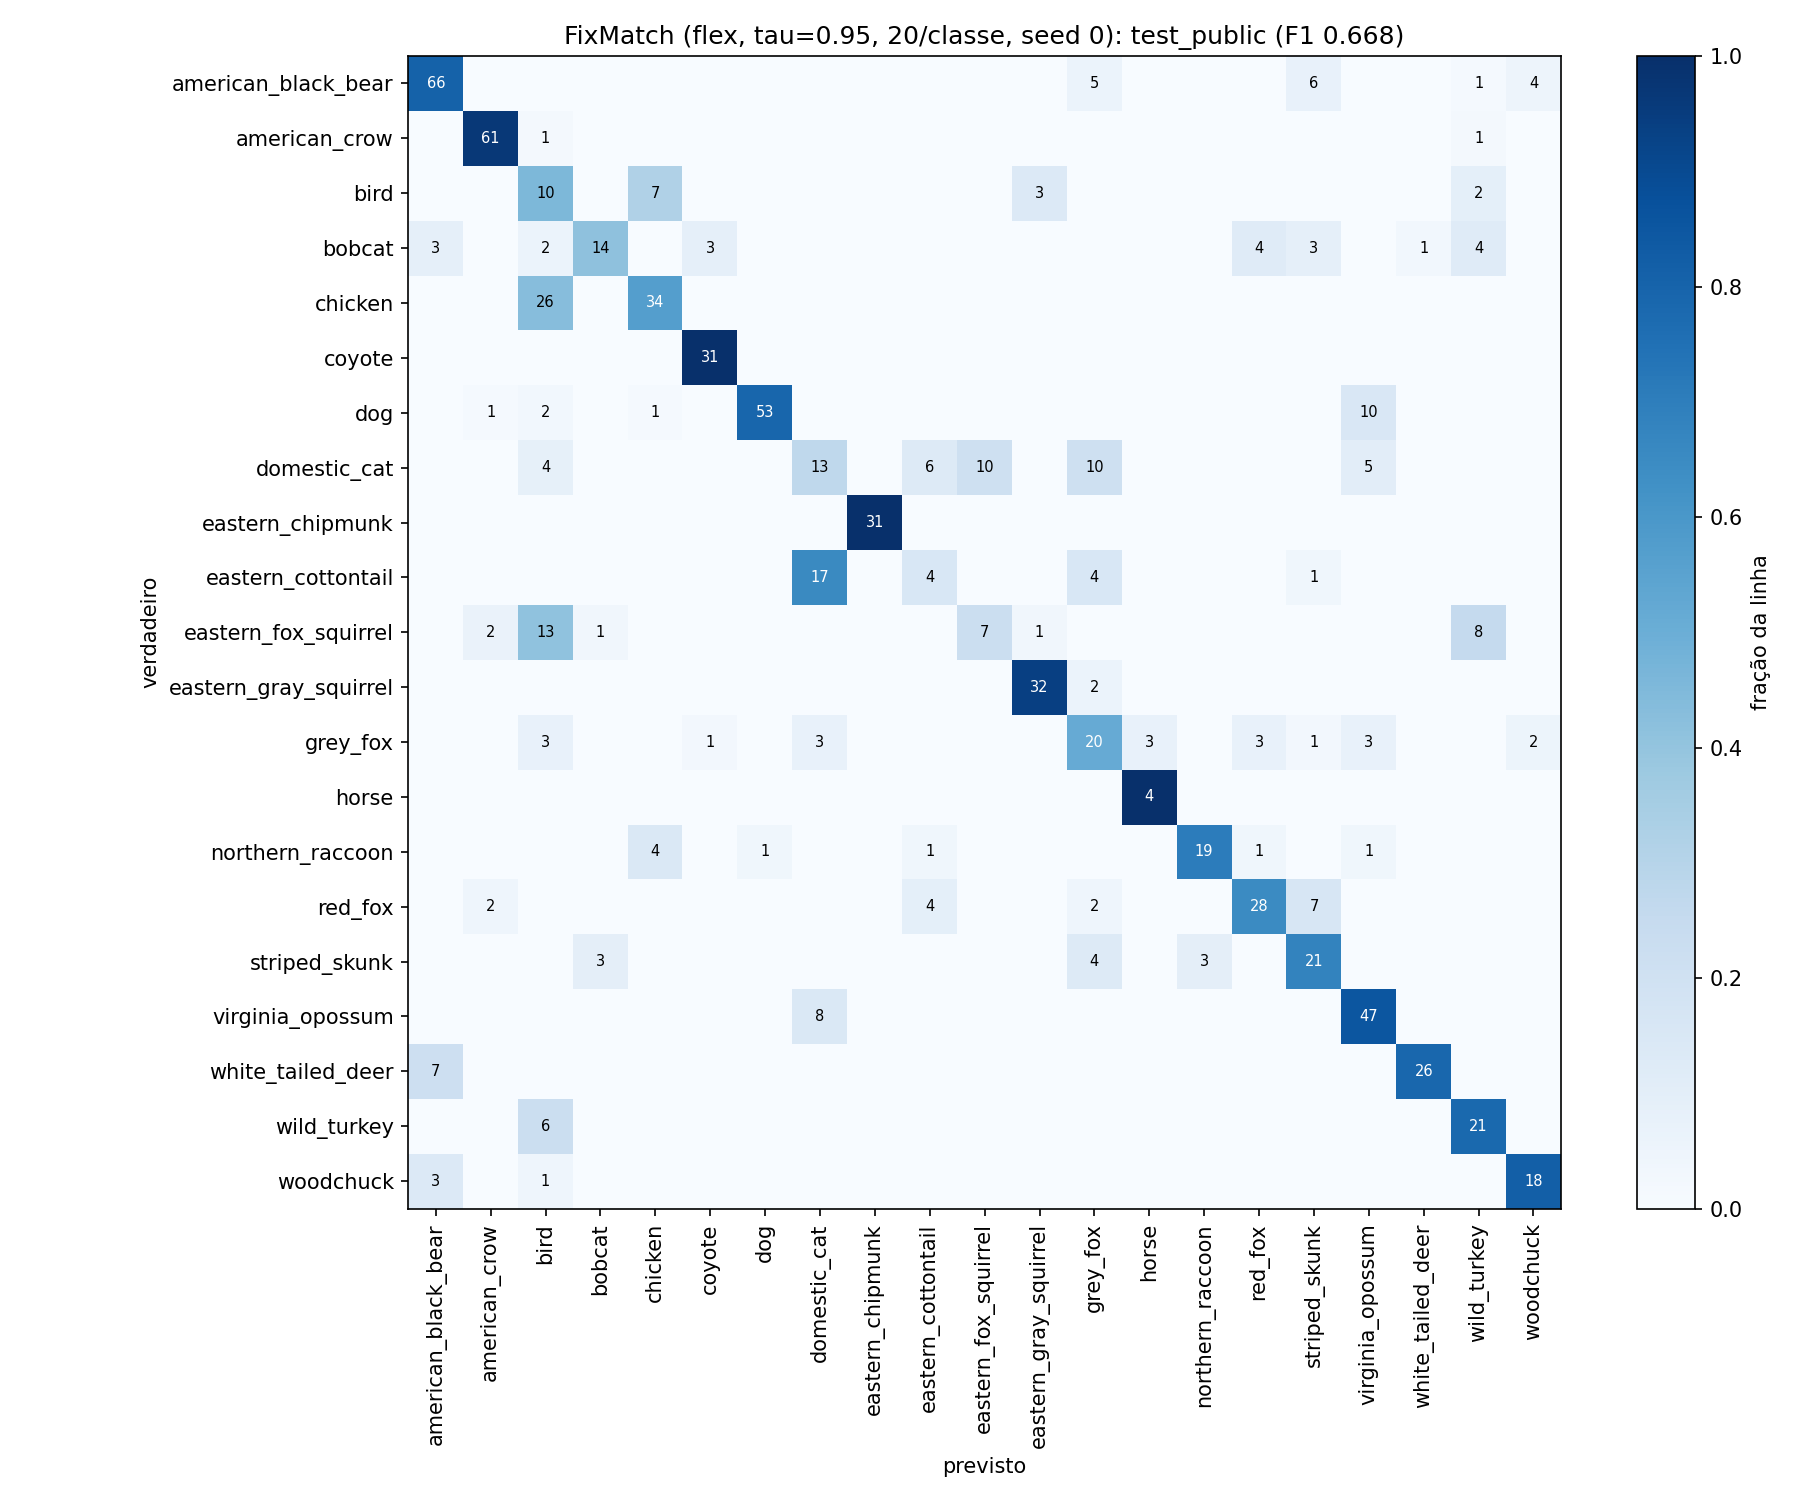 FixMatch (flex, tau=0.95, 20/classe, seed 0): test_public (F1 0.668)
american_black_bear 66 5 6 1 4
american_crow 61 1 1
bird 10 7 3 2
bobcat 3 2 14 3 4 3 1 4
chicken 26 34
coyote 31
dog 1 2 1 53 10
domestic_cat 4 13 6 10 10 5
eastern_chipmunk 31
eastern_cottontail 17 4 4 1
eastern_fox_squirrel 2 13 1 7 1 8
eastern_gray_squirrel 32 2
grey_fox 3 1 3 20 3 3 1 3 2
horse 4
northern_raccoon 4 1 1 19 1 1
red_fox 2 4 2 28 7
striped_skunk 3 4 3 21
virginia_opossum 8 47
white_tailed_deer 7 26
wild_turkey 6 21
woodchuck 3 1 18
verdadeiro
american_black_bear
american_crow
bird
bobcat
chicken
coyote
dog
domestic_cat
eastern_chipmunk
eastern_cottontail
eastern_fox_squirrel
eastern_gray_squirrel
grey_fox
horse
northern_raccoon
red_fox
striped_skunk
virginia_opossum
white_tailed_deer
wild_turkey
woodchuck
previsto
1.0
0.8
0.6
0.4
0.2
0.0
fração da linha